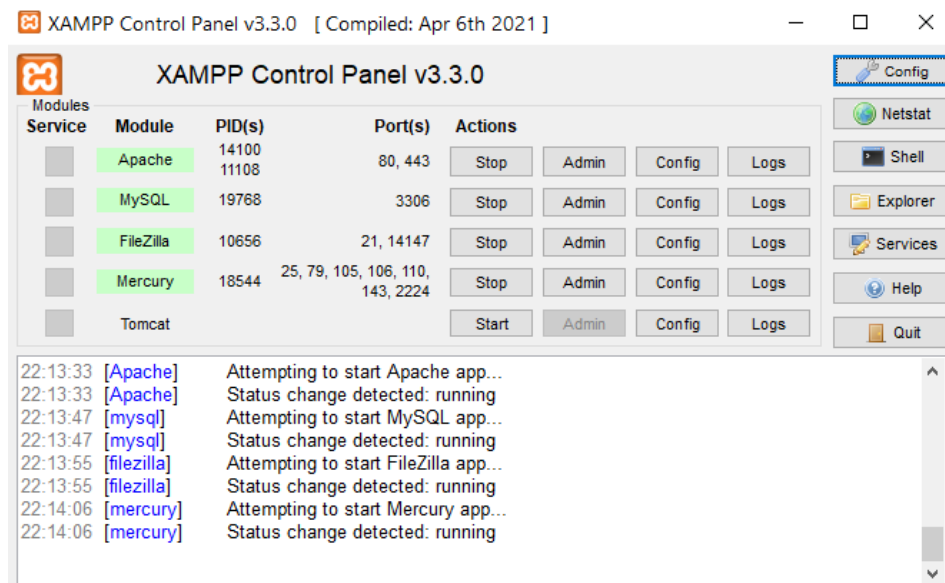 XAMPP Control Panel v3.3.0 [ Compiled: Apr 6th 2021 ]
XAMPP Control Panel v3.3.0
Config
Modules
Service Module PID(s) Port(s) Actions
Netstat
Apache 14100 11108 80, 443 Stop Admin Config Logs
Shell
MySQL 19768 3306 Stop Admin Config Logs
Explorer
FileZilla 10656 21, 14147 Stop Admin Config Logs
Services
Mercury 18544 25, 79, 105, 106, 110, 143, 2224 Stop Admin Config Logs
Help
Tomcat Start Admin Config Logs
Quit
22:13:33 [Apache] Attempting to start Apache app...
22:13:33 [Apache] Status change detected: running
22:13:47 [mysql] Attempting to start MySQL app...
22:13:47 [mysql] Status change detected: running
22:13:55 [filezilla] Attempting to start FileZilla app...
22:13:55 [filezilla] Status change detected: running
22:14:06 [mercury] Attempting to start Mercury app...
22:14:06 [mercury] Status change detected: running